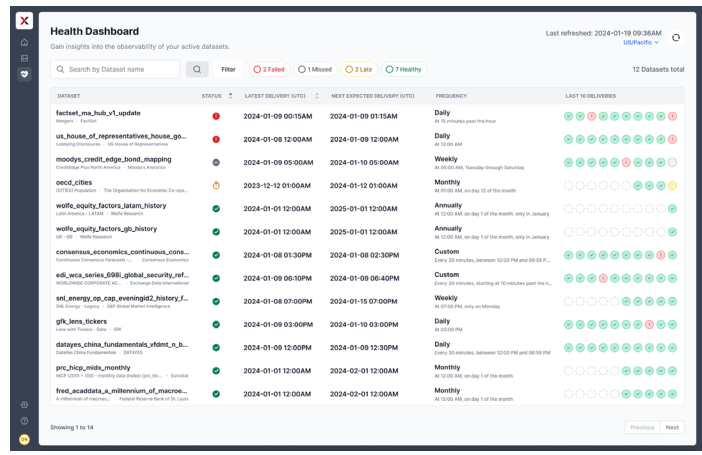 Health Dashboard
Last refreshed: 2024-01-19 09:36AM
Gain insights into the observability of your active datasets.
US/Pacific
Search by Dataset name
Filter
2 Failed
1 Missed
2 Late
7 Healthy
12 Datasets total
DATASET STATUS LATEST DELIVERY (UTC) NEXT EXPECTED DELIVERY (UTC) FREQUENCY LAST 10 DELIVERIES
factset_ma_hub_v1_update 2024-01-09 00:15AM 2024-01-09 01:15AM Daily
Mergers · FactSet At 15 minutes past the hour
us_house_of_representatives_house_go... 2024-01-08 12:00AM 2024-01-09 12:00AM Daily
Lobbying Disclosures · US House of Representatives At 12:00 AM
moodys_credit_edge_bond_mapping 2024-01-09 05:00AM 2024-01-10 05:00AM Weekly
CreditEdge Plus North America · Moody's Analytics At 05:00 AM, Tuesday through Saturday
oecd_cities 2023-12-12 01:00AM 2024-01-12 01:00AM Monthly
(CITIES) Population · The Organisation for Economic Co-ope... At 01:00 AM, on day 12 of the month
wolfe_equity_factors_latam_history 2024-01-01 12:00AM 2025-01-01 12:00AM Annually
Latin America - LATAM · Wolfe Research At 12:00 AM, on day 1 of the month, only in January
wolfe_equity_factors_gb_history 2024-01-01 12:00AM 2025-01-01 12:00AM Annually
UK - GB · Wolfe Research At 12:00 AM, on day 1 of the month, only in January
consensus_economics_continuous_cons... 2024-01-08 01:30PM 2024-01-08 02:30PM Custom
Continuous Consensus Forecasts -... · Consensus Economics Every 30 minutes, between 12:00 PM and 06:59 P...
edi_wca_series_698i_global_security_ref... 2024-01-09 06:10PM 2024-01-09 06:40PM Custom
WORLDWIDE CORPORATE AC... · Exchange Data International Every 30 minutes, starting at 10 minutes past the h...
snl_energy_op_cap_eveningid2_history_f... 2024-01-08 07:00PM 2024-01-15 07:00PM Weekly
SNL Energy - Legacy · S&P Global Market Intelligence At 07:00 PM, only on Monday
gfk_lens_tickers 2024-01-09 03:00PM 2024-01-10 03:00PM Daily
Lens with Tickers - Data · Gfk At 03:00 PM
datayes_china_fundamentals_vfdmt_n_b... 2024-01-09 12:00PM 2024-01-09 12:30PM Daily
DataYes China Fundamentals · DATAYES Every 30 minutes, between 12:00 PM and 06:59 PM
prc_hicp_midx_monthly 2024-01-01 12:00AM 2024-02-01 12:00AM Monthly
HICP (2015 = 100) - monthly data (index) (prc_hic... · Eurostat At 12:00 AM, on day 1 of the month
fred_acaddata_a_millennium_of_macroe... 2024-01-01 12:00AM 2024-02-01 12:00AM Monthly
A millennium of macroec... · Federal Reserve Bank of St. Louis At 12:00 AM, on day 1 of the month
Showing 1 to 14
Previous
Next